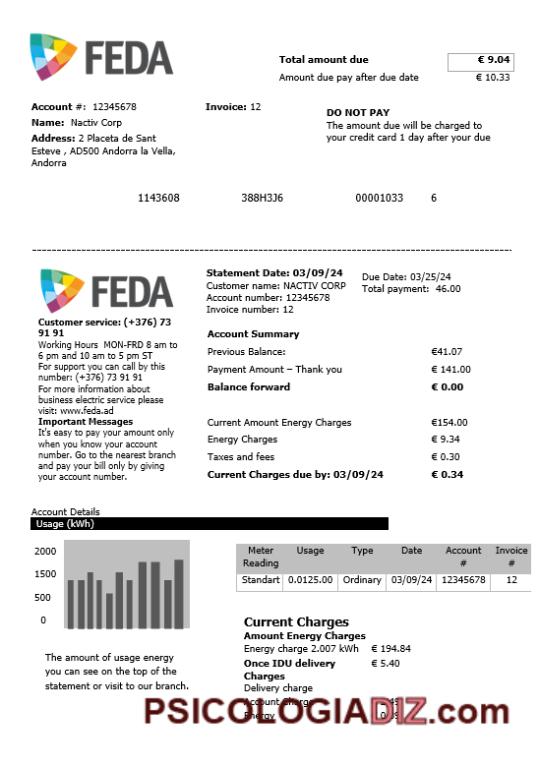 FEDA
Total amount due € 9.04
Amount due pay after due date € 10.33
Account #: 12345678 Invoice: 12
Name: Nactiv Corp
Address: 2 Placeta de Sant
Esteve , AD500 Andorra la Vella,
Andorra
DO NOT PAY
The amount due will be charged to
your credit card 1 day after your due
1143608 388H3J6 00001033 6
FEDA
Customer service: (+376) 73
91 91
Working Hours MON-FRD 8 am to
6 pm and 10 am to 5 pm ST
For support you can call by this
number: (+376) 73 91 91
For more information about
business electric service please
visit: www.feda.ad
Important Messages
It's easy to pay your amount only
when you know your account
number. Go to the nearest branch
and pay your bill only by giving
your account number.
Statement Date: 03/09/24
Customer name: NACTIV CORP
Account number: 12345678
Invoice number: 12
Due Date: 03/25/24
Total payment: 46.00
Account Summary
Previous Balance: €41.07
Payment Amount – Thank you € 141.00
Balance forward € 0.00
Current Amount Energy Charges €154.00
Energy Charges € 9.34
Taxes and fees € 0.30
Current Charges due by: 03/09/24 € 0.34
Account Details
Usage (kWh)
2000
1500
500
0
The amount of usage energy
you can see on the top of the
statement or visit to our branch.
Meter Usage Type Date Account Invoice
Reading # #
Standart 0.0125.00 Ordinary 03/09/24 12345678 12
Current Charges
Amount Energy Charges
Energy charge 2.007 kWh € 194.84
Once IDU delivery € 5.40
Charges
Delivery charge
Account Charge
Energy
PSICOLOGIADIZ.com